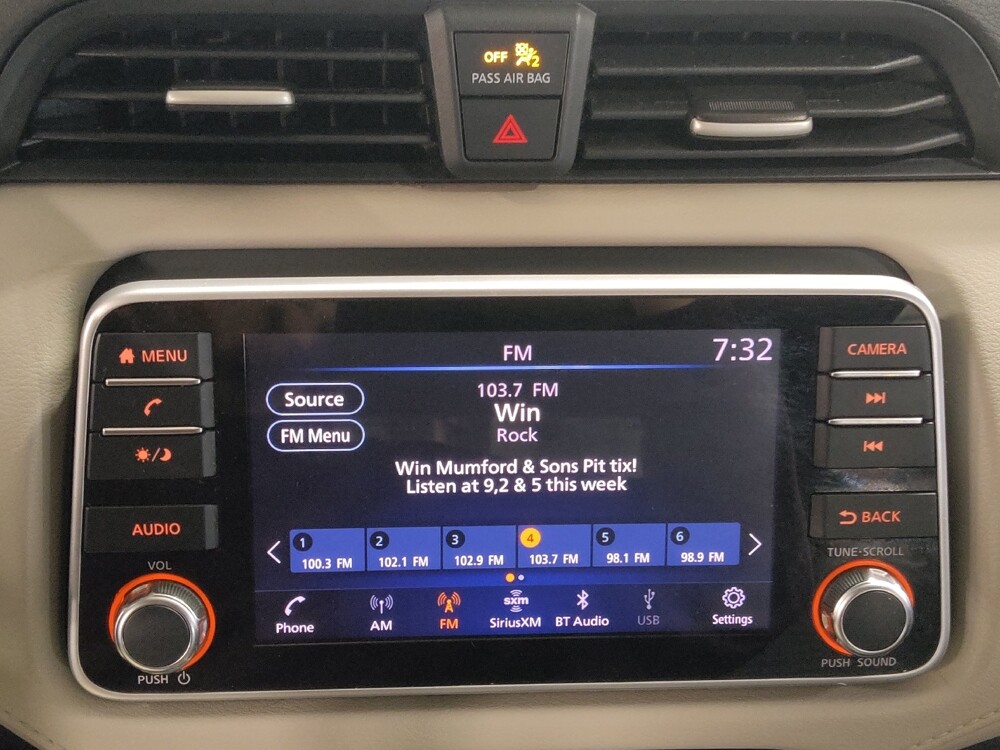 OFF 2
PASS AIR BAG
MENU
AUDIO
VOL
PUSH
FM
7:32
Source
FM Menu
103.7 FM
Win
Rock
Win Mumford & Sons Pit tix!
Listen at 9,2 & 5 this week
1 2 3 4 5 6
100.3 FM 102.1 FM 102.9 FM 103.7 FM 98.1 FM 98.9 FM
sxm
Phone AM FM SiriusXM BT Audio USB Settings
CAMERA
BACK
TUNE·SCROLL
PUSH SOUND